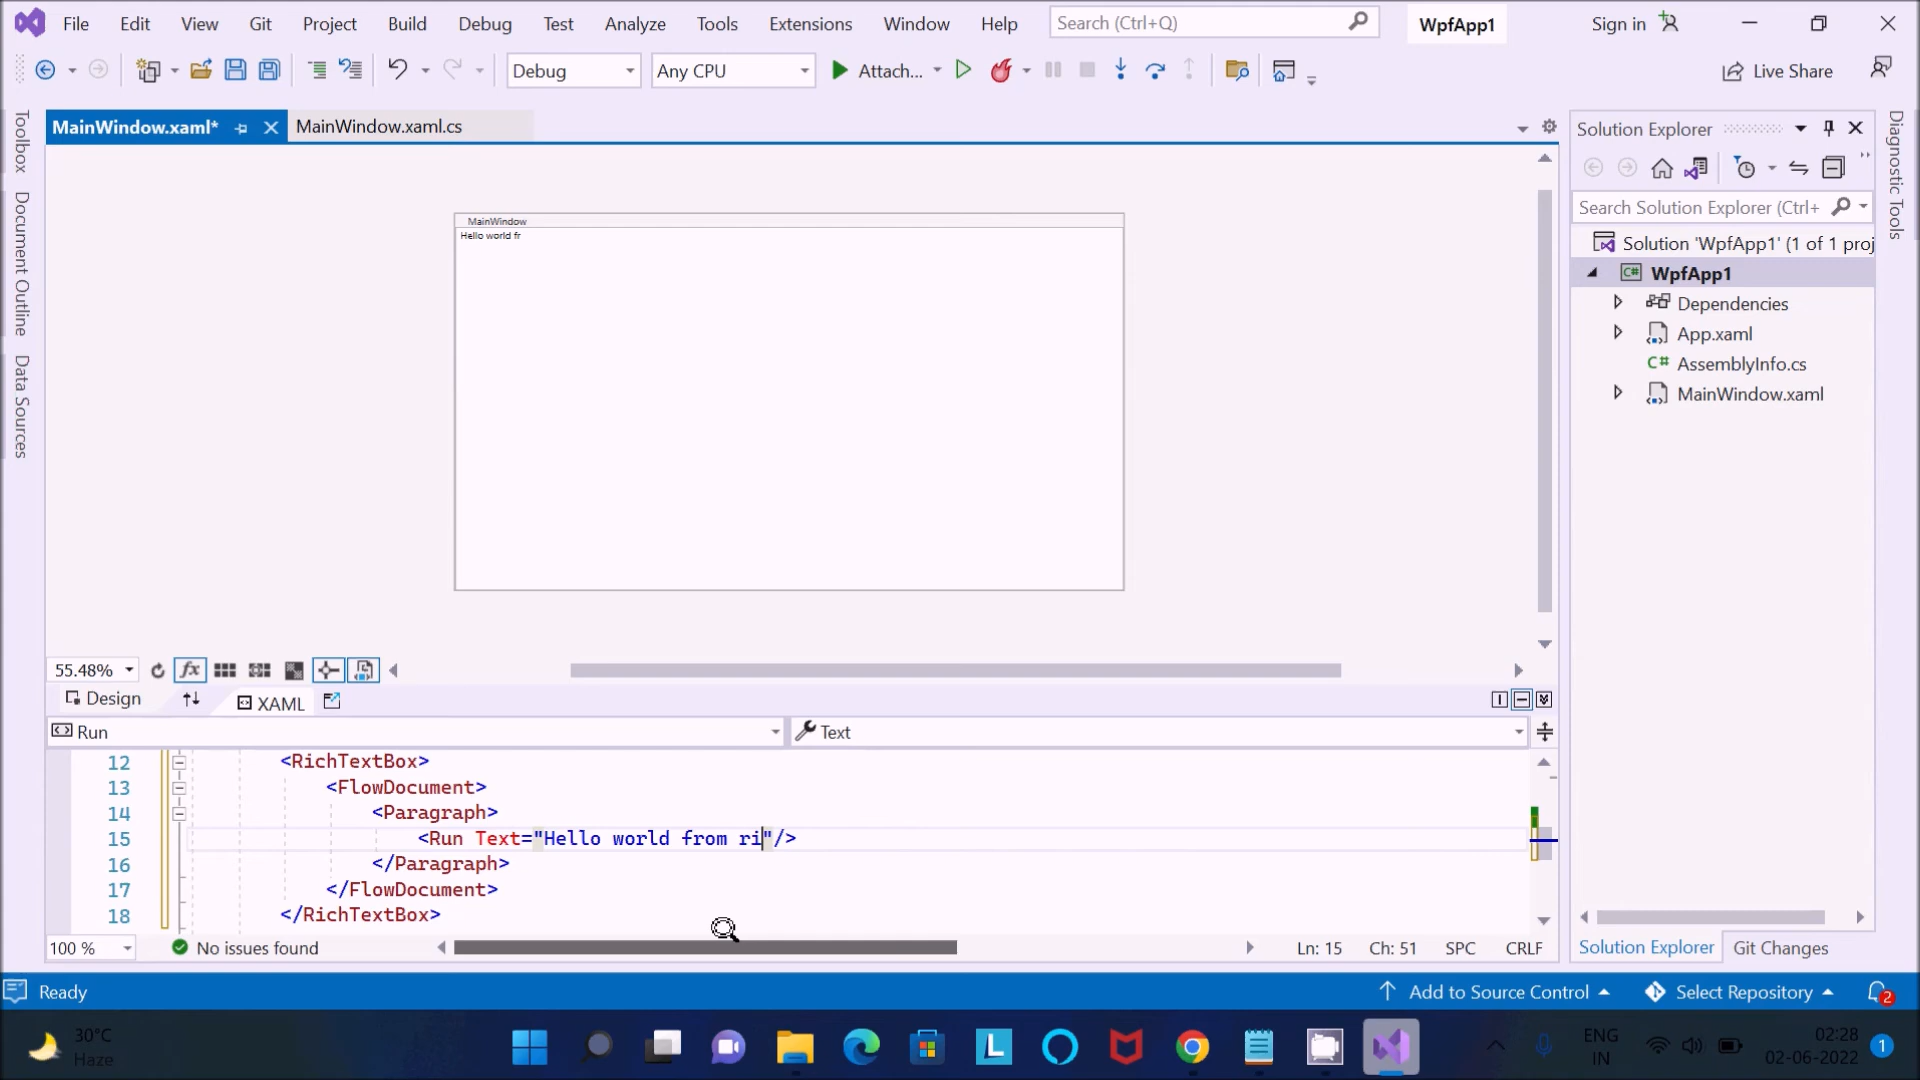 File Edit View Git Project Build Debug Test Analyze Tools Extensions Window Help Search (Ctrl+Q) WpfApp1 Sign in
Debug Any CPU Attach... Live Share
MainWindow.xaml* MainWindow.xaml.cs
Toolbox
Document Outline
Data Sources
MainWindow
Hello world fr
55.48%
Design XAML
Run Text
12 <RichTextBox>
13 <FlowDocument>
14 <Paragraph>
15 <Run Text="Hello world from ri"/>
16 </Paragraph>
17 </FlowDocument>
18 </RichTextBox>
100 % No issues found Ln: 15 Ch: 51 SPC CRLF
Solution Explorer
Search Solution Explorer (Ctrl+
Solution 'WpfApp1' (1 of 1 proj
C# WpfApp1
Dependencies
App.xaml
C# AssemblyInfo.cs
MainWindow.xaml
Solution Explorer Git Changes
Diagnostic Tools
Ready Add to Source Control Select Repository 2
30°C
Haze
L
ENG
IN
02:28
02-06-2022
1